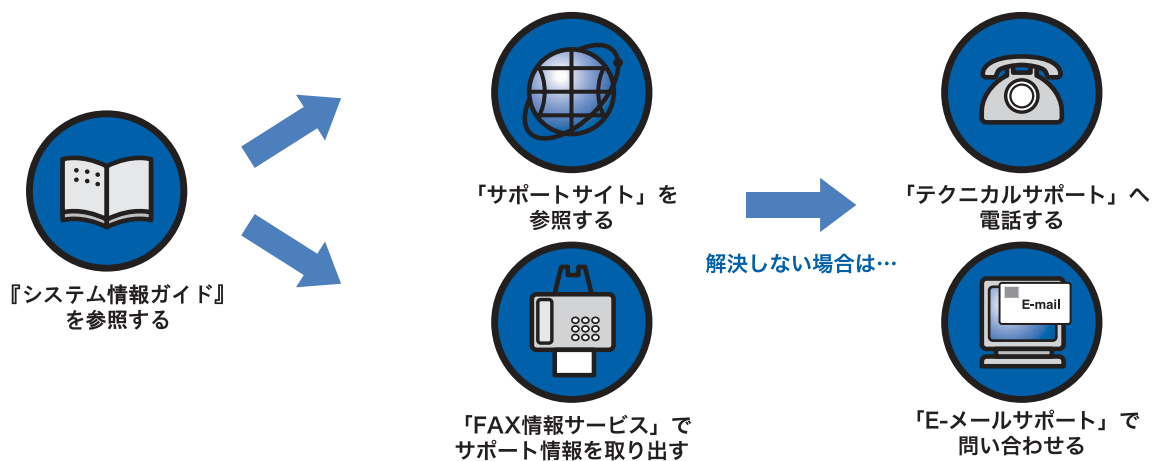 『システム情報ガイド』
を参照する
「サポートサイト」を
参照する
「FAX情報サービス」で
サポート情報を取り出す
解決しない場合は…
「テクニカルサポート」へ
電話する
E-mail
「E-メールサポート」で
問い合わせる